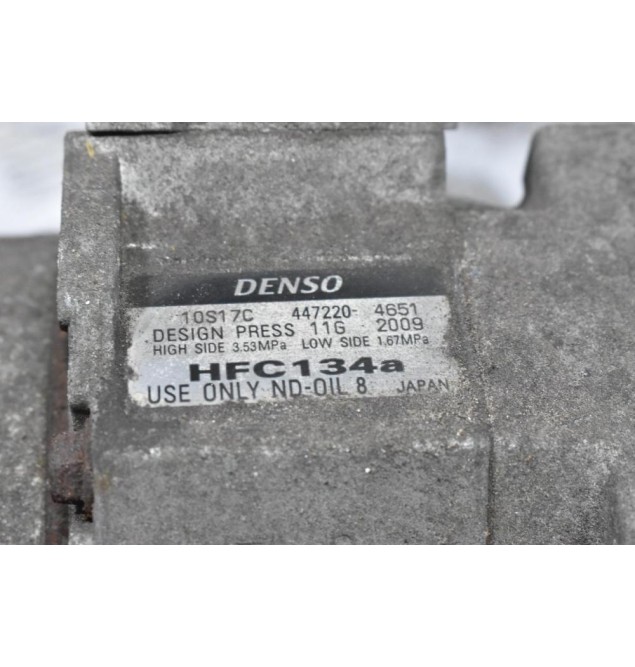 DENSO
10S17C 447220- 4651
DESIGN PRESS 11G 2009
HIGH SIDE 3.53MPa LOW SIDE 1.67MPa
HFC134a
USE ONLY ND-OIL 8 JAPAN